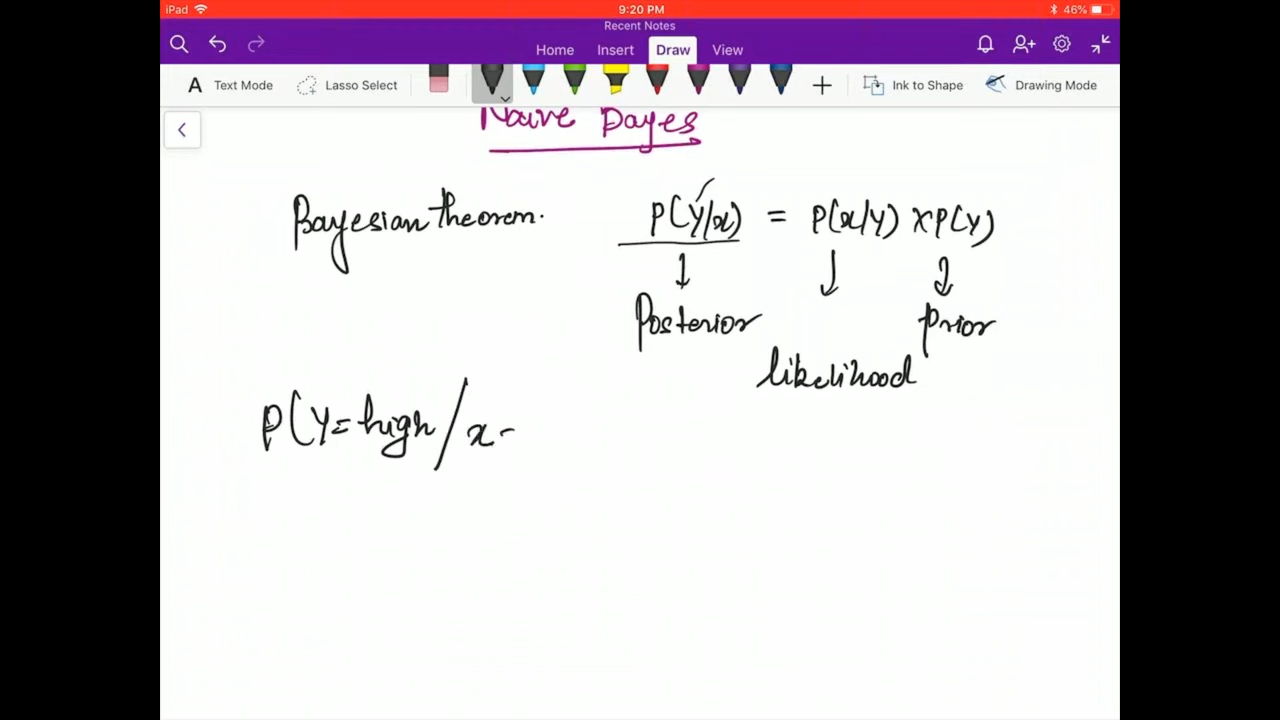 iPad 9:20 PM 46%
Recent Notes
Home Insert Draw View
Text Mode Lasso Select + Ink to Shape Drawing Mode
Naive Bayes
Bayesian theorem. P(Y/x) = P(x/Y) x P(Y)
Posterior Prior
likelihood
P(Y=high/x-